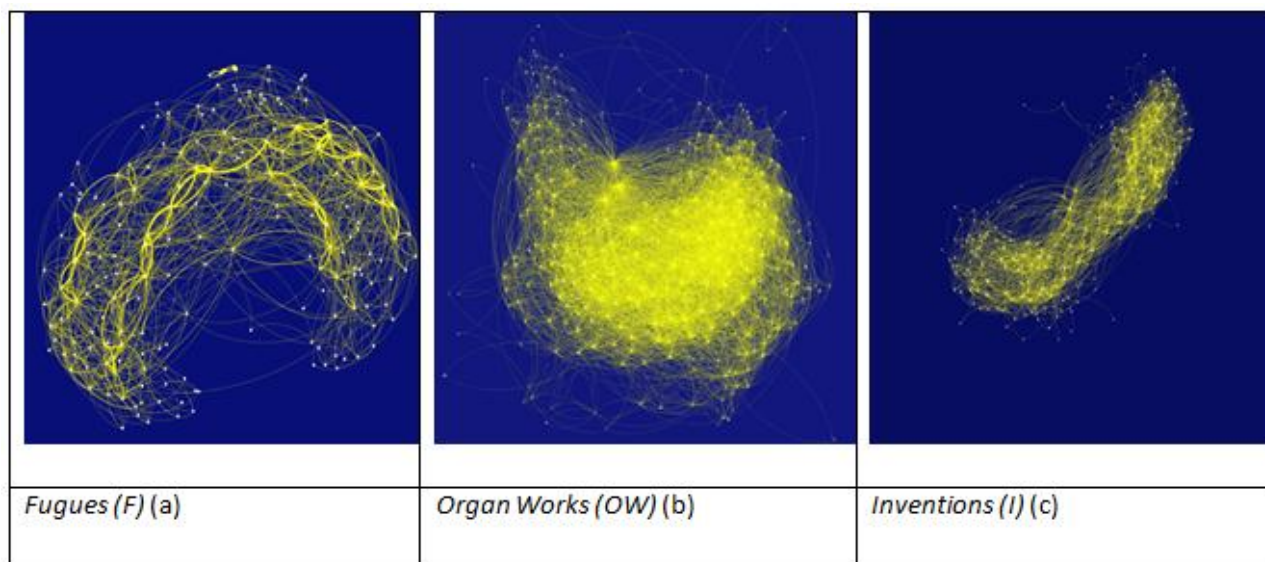 Fugues (F) (a)
Organ Works (OW) (b)
Inventions (I) (c)